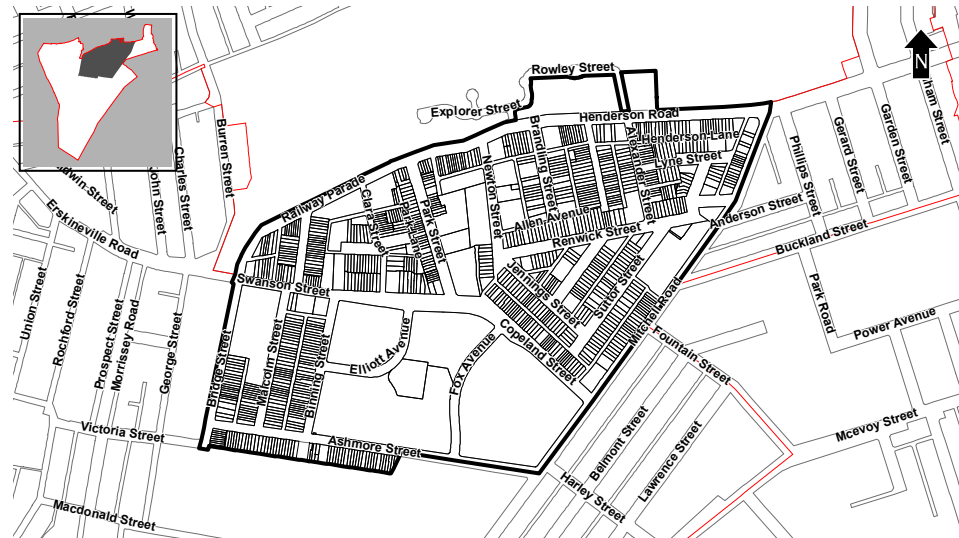 Rowley Street
Explorer Street
Henderson Road
N
Henderson Lane
Lyne Street
Alexander Street
Brandling Street
Newton Street
Phillips Street
Gerard Street
Garden Street
Burren Street
Charles Street
John Street
Erskineville Road
Railway Parade
Clara Street
Park Lane
Park Street
Allen Avenue
Renwick Street
Anderson Street
Buckland Street
Park Road
Power Avenue
Swanson Street
Jennings Street
Suttor Street
Mitchell Road
Copeland Street
Fountain Street
Union Street
Rochford Street
Prospect Street
Morrissey Road
George Street
Bridge Street
Malcolm Street
Binning Street
Elliott Avenue
Fox Avenue
Victoria Street
Ashmore Street
Mcevoy Street
Belmont Street
Lawrence Street
Harley Street
Macdonald Street